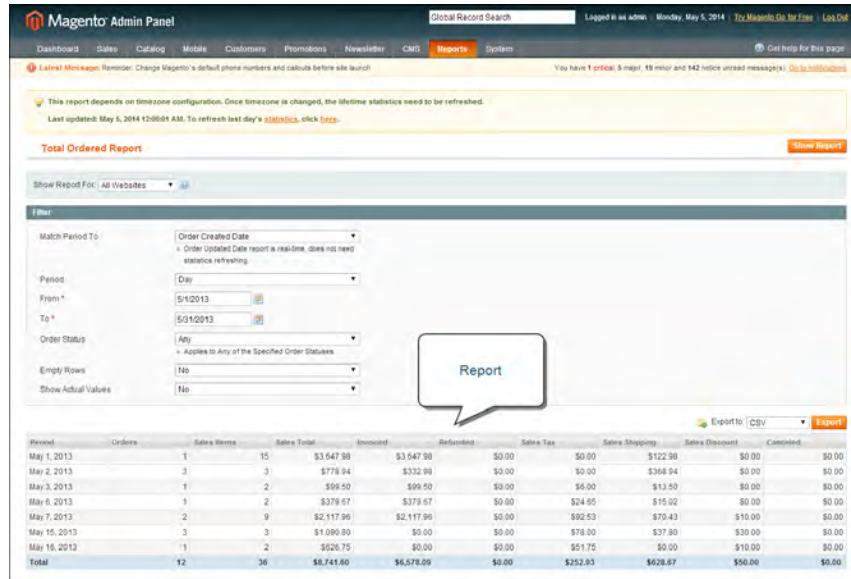 Magento Admin Panel
Global Record Search
Logged in as admin | Monday, May 5, 2014 | Try Magento Go for Free | Log Out
Dashboard Sales Catalog Mobile Customers Promotions Newsletter CMS Reports System Get help for this page
Latest Message: Reminder: Change Magento's default phone numbers and callouts before site launch
You have 1 critical, 5 major, 19 minor and 142 notice unread message(s). Go to notifications
This report depends on timezone configuration. Once timezone is changed, the lifetime statistics need to be refreshed.
Last updated: May 5, 2014 12:00:01 AM. To refresh last day's statistics, click here.
Total Ordered Report
Show Report
Show Report For: All Websites
Filter
Match Period To Order Created Date
Order Updated Date report is real-time, does not need
statistics refreshing.
Period Day
From * 5/1/2013
To * 5/31/2013
Order Status Any
Applies to Any of the Specified Order Statuses
Empty Rows No
Show Actual Values No
Report
Export to: CSV Export
Period Orders Sales Items Sales Total Invoiced Refunded Sales Tax Sales Shipping Sales Discount Canceled
May 1, 2013 1 15 $3,647.98 $3,647.98 $0.00 $0.00 $122.98 $0.00 $0.00
May 2, 2013 3 3 $778.94 $332.98 $0.00 $0.00 $368.94 $0.00 $0.00
May 3, 2013 1 2 $99.50 $99.50 $0.00 $6.00 $13.50 $0.00 $0.00
May 6, 2013 1 2 $379.67 $379.67 $0.00 $24.65 $15.02 $0.00 $0.00
May 7, 2013 2 9 $2,117.96 $2,117.96 $0.00 $92.53 $70.43 $10.00 $0.00
May 15, 2013 3 3 $1,090.80 $0.00 $0.00 $78.00 $37.80 $30.00 $0.00
May 16, 2013 1 2 $626.75 $0.00 $0.00 $51.75 $0.00 $10.00 $0.00
Total 12 36 $8,741.60 $6,578.09 $0.00 $252.93 $628.67 $50.00 $0.00